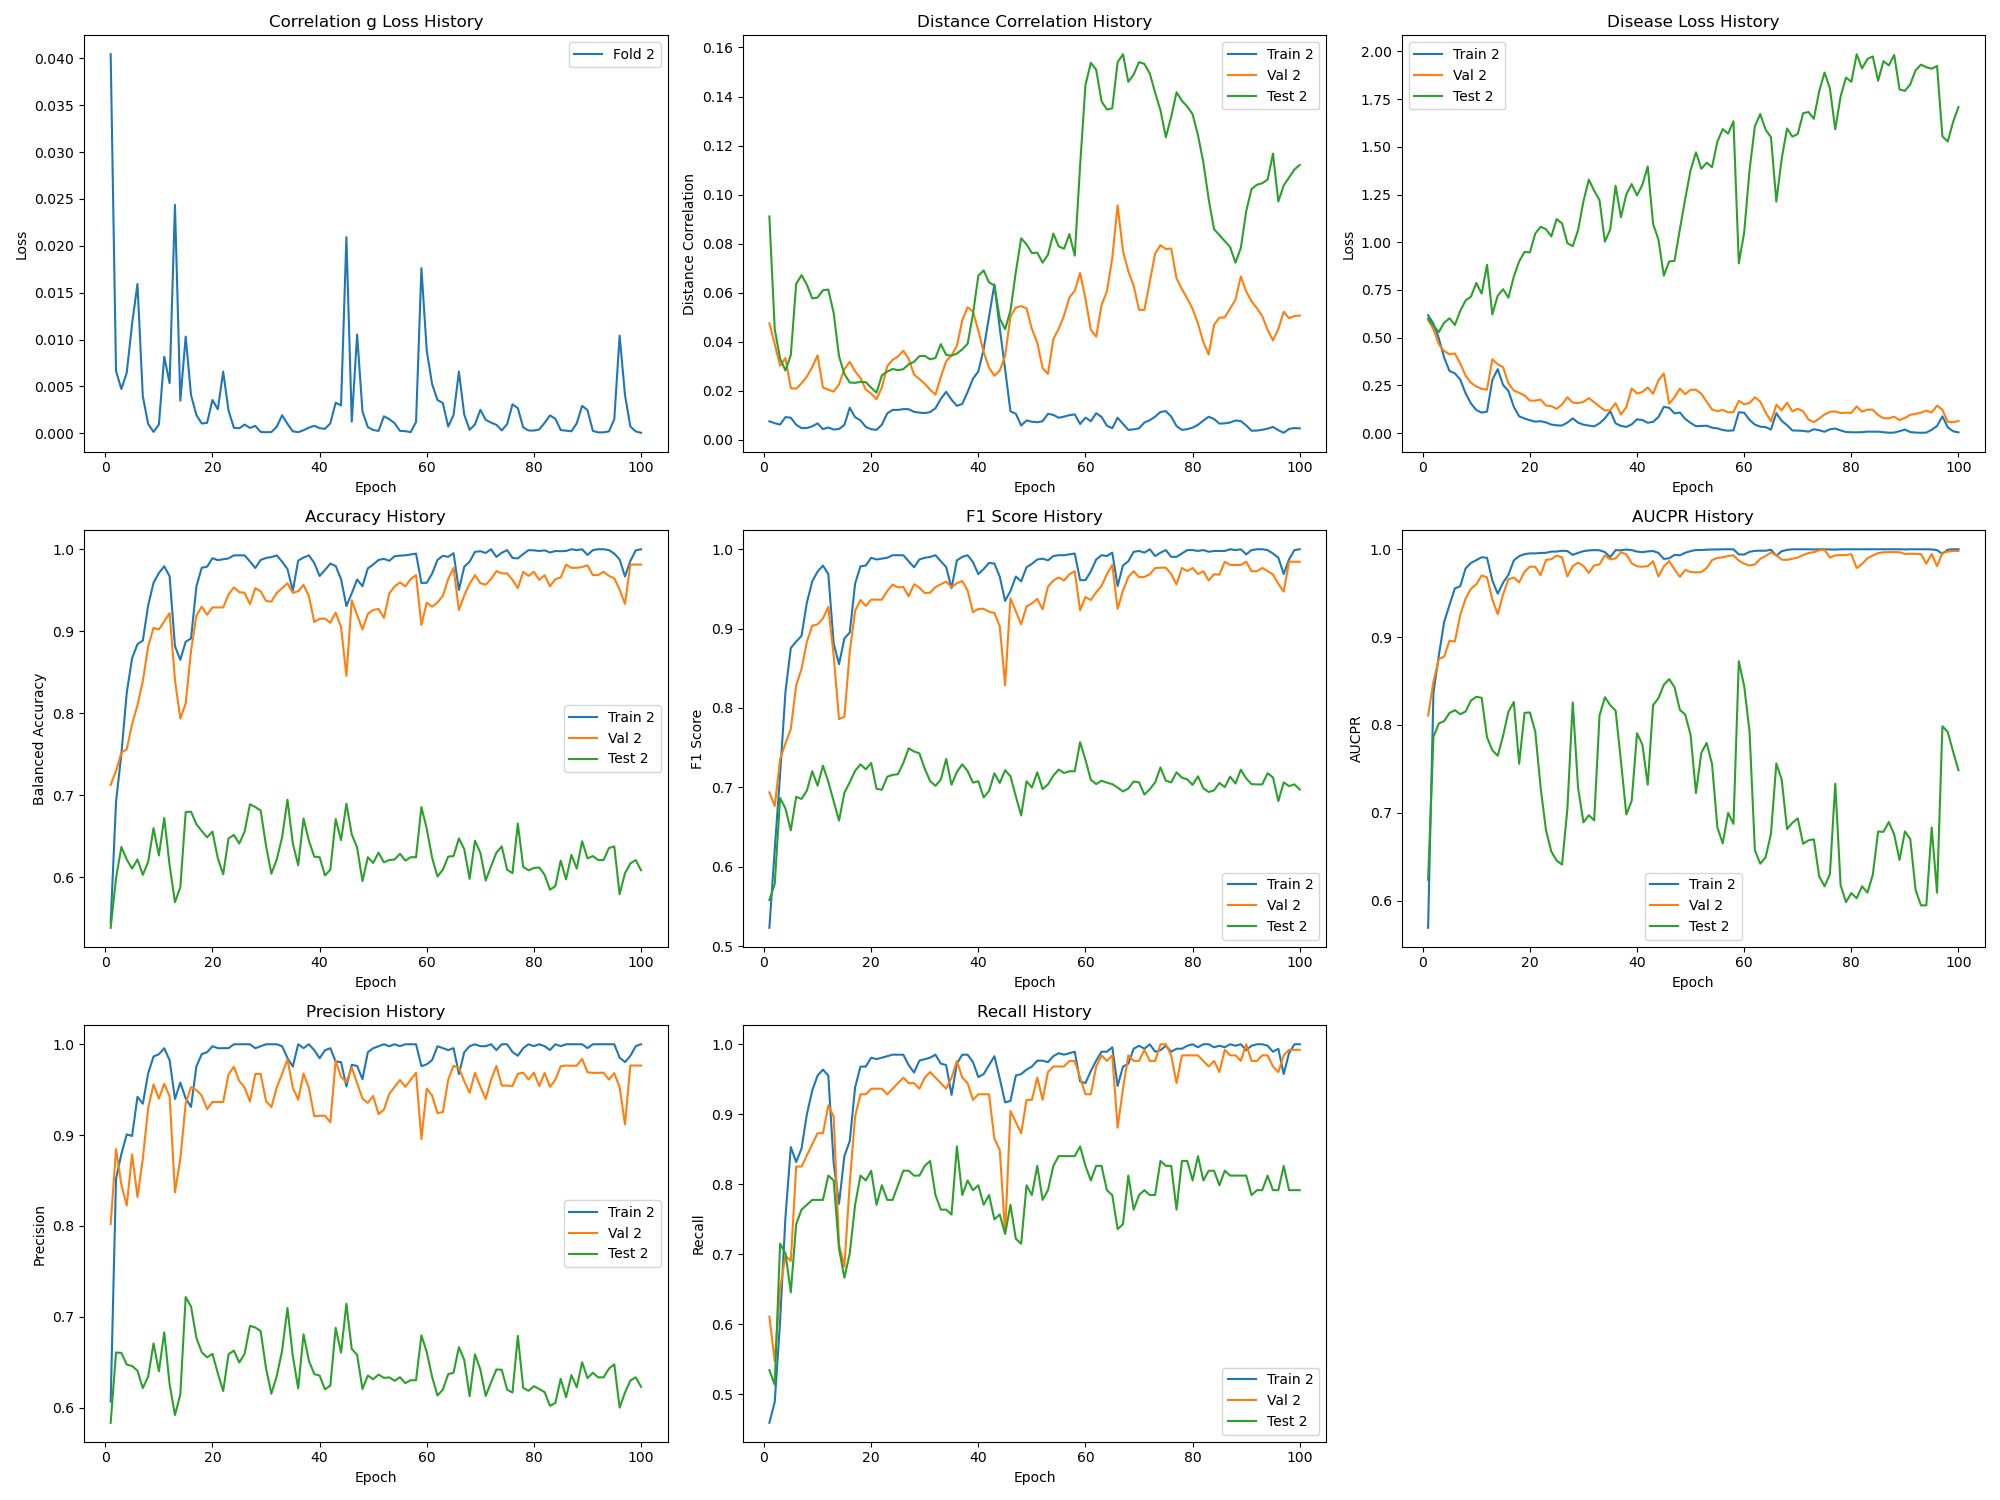 Correlation g Loss History
Loss
0.040
0.035
0.030
0.025
0.020
0.015
0.010
0.005
0.000
0 20 40 60 80 100
Epoch
Fold 2
Distance Correlation History
Distance Correlation
0.16
0.14
0.12
0.10
0.08
0.06
0.04
0.02
0.00
0 20 40 60 80 100
Epoch
Train 2
Val 2
Test 2
Disease Loss History
Loss
2.00
1.75
1.50
1.25
1.00
0.75
0.50
0.25
0.00
0 20 40 60 80 100
Epoch
Train 2
Val 2
Test 2
Accuracy History
Balanced Accuracy
1.0
0.9
0.8
0.7
0.6
0 20 40 60 80 100
Epoch
Train 2
Val 2
Test 2
F1 Score History
F1 Score
1.0
0.9
0.8
0.7
0.6
0.5
0 20 40 60 80 100
Epoch
Train 2
Val 2
Test 2
AUCPR History
AUCPR
1.0
0.9
0.8
0.7
0.6
0 20 40 60 80 100
Epoch
Train 2
Val 2
Test 2
Precision History
Precision
1.0
0.9
0.8
0.7
0.6
0 20 40 60 80 100
Epoch
Train 2
Val 2
Test 2
Recall History
Recall
1.0
0.9
0.8
0.7
0.6
0.5
0 20 40 60 80 100
Epoch
Train 2
Val 2
Test 2